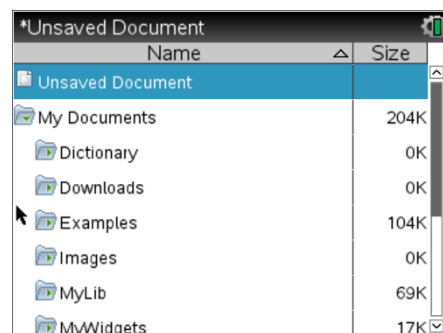 *Unsaved Document
Name Size
Unsaved Document
My Documents 204K
Dictionary 0K
Downloads 0K
Examples 104K
Images 0K
MyLib 69K
MyWidgets 17K